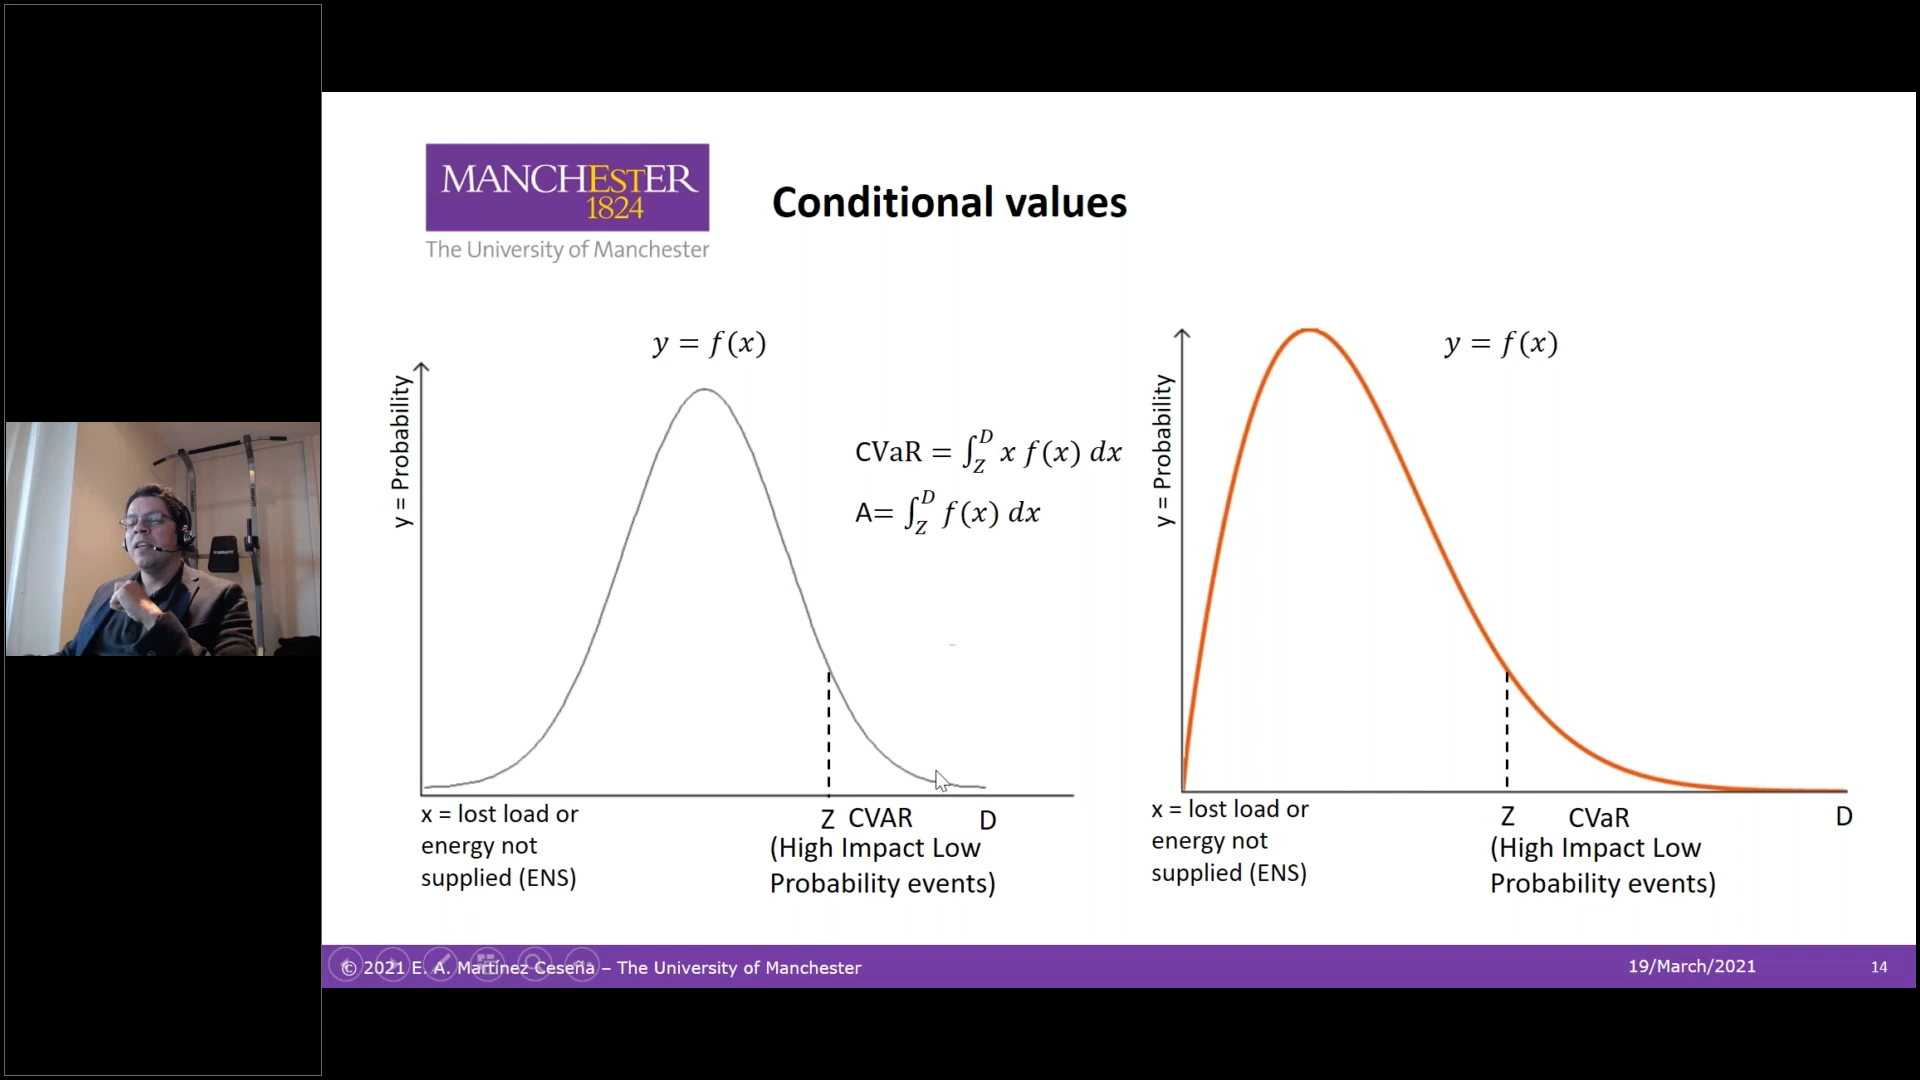 MANCHESTER
1824
The University of Manchester
Conditional values
y = f(x)
y = Probability
CVaR = ∫_Z^D x f(x) dx
A= ∫_Z^D f(x) dx
x = lost load or
energy not
supplied (ENS)
Z CVAR D
(High Impact Low
Probability events)
y = f(x)
y = Probability
x = lost load or
energy not
supplied (ENS)
Z CVaR D
(High Impact Low
Probability events)
© 2021 E. A. Martínez Ceseña – The University of Manchester
19/March/2021
14